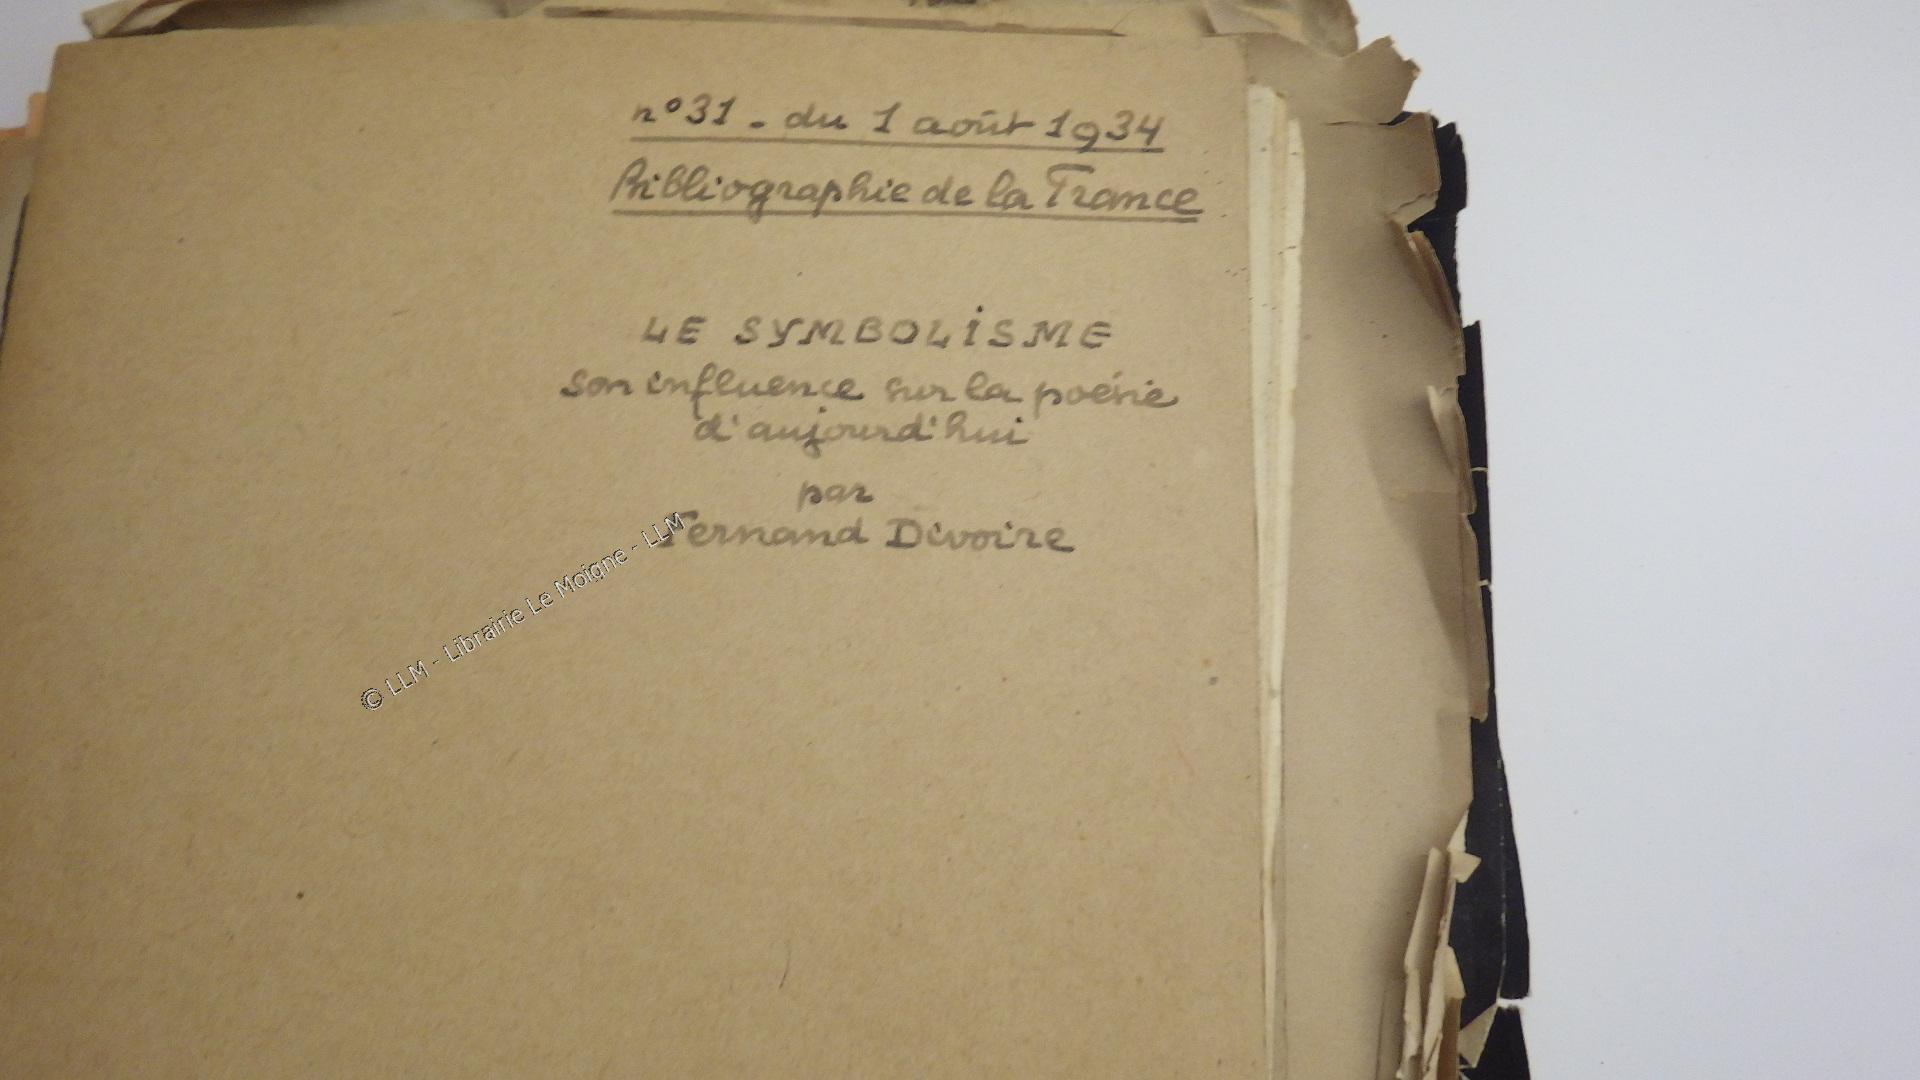 n° 31 - du 1 août 1934
Bibliographie de la France
LE SYMBOLISME
son influence sur la poésie
d'aujourd'hui
par
Fernand Divoire
© LLM - Librairie Le Moigne - LLM